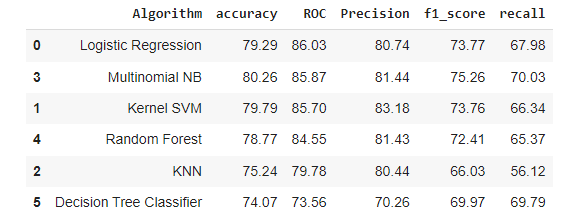 Algorithm accuracy ROC Precision f1_score recall
0 Logistic Regression 79.29 86.03 80.74 73.77 67.98
3 Multinomial NB 80.26 85.87 81.44 75.26 70.03
1 Kernel SVM 79.79 85.70 83.18 73.76 66.34
4 Random Forest 78.77 84.55 81.43 72.41 65.37
2 KNN 75.24 79.78 80.44 66.03 56.12
5 Decision Tree Classifier 74.07 73.56 70.26 69.97 69.79